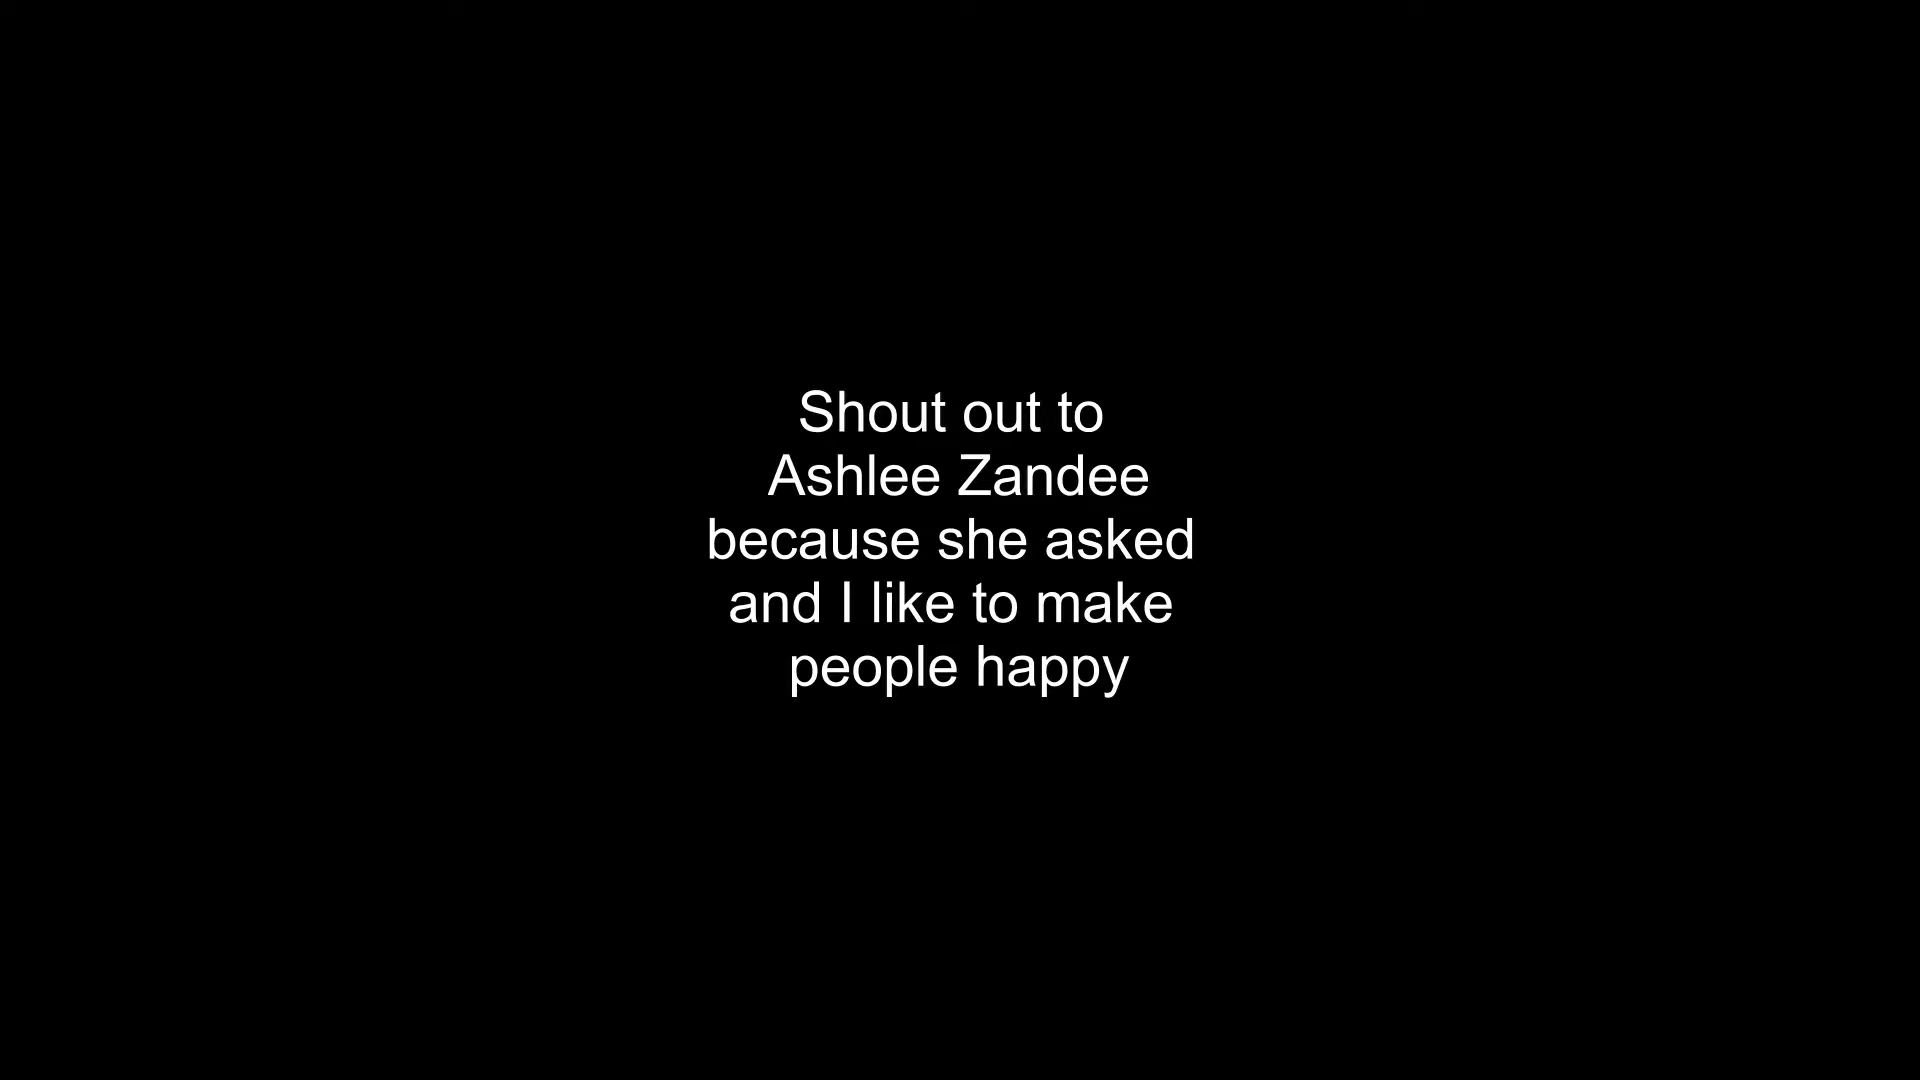 Shout out to
Ashlee Zandee
because she asked
and I like to make
people happy